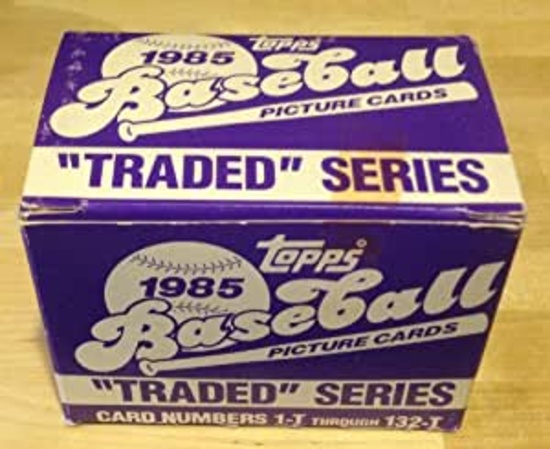 topps
1985
Baseball
PICTURE CARDS
"TRADED" SERIES
topps®
1985
Baseball
PICTURE CARDS
"TRADED" SERIES
CARD NUMBERS 1-T THROUGH 132-T